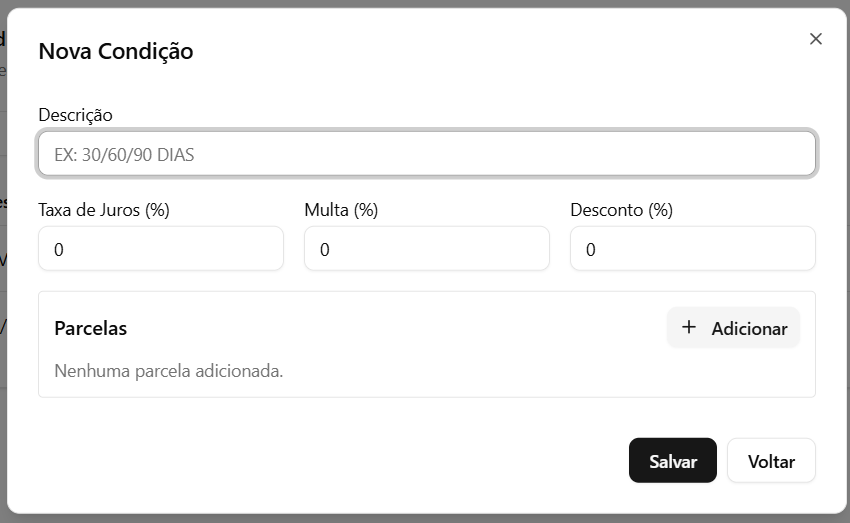 Nova Condição
Descrição
EX: 30/60/90 DIAS
Taxa de Juros (%) Multa (%) Desconto (%)
0 0 0
Parcelas + Adicionar
Nenhuma parcela adicionada.
Salvar Voltar